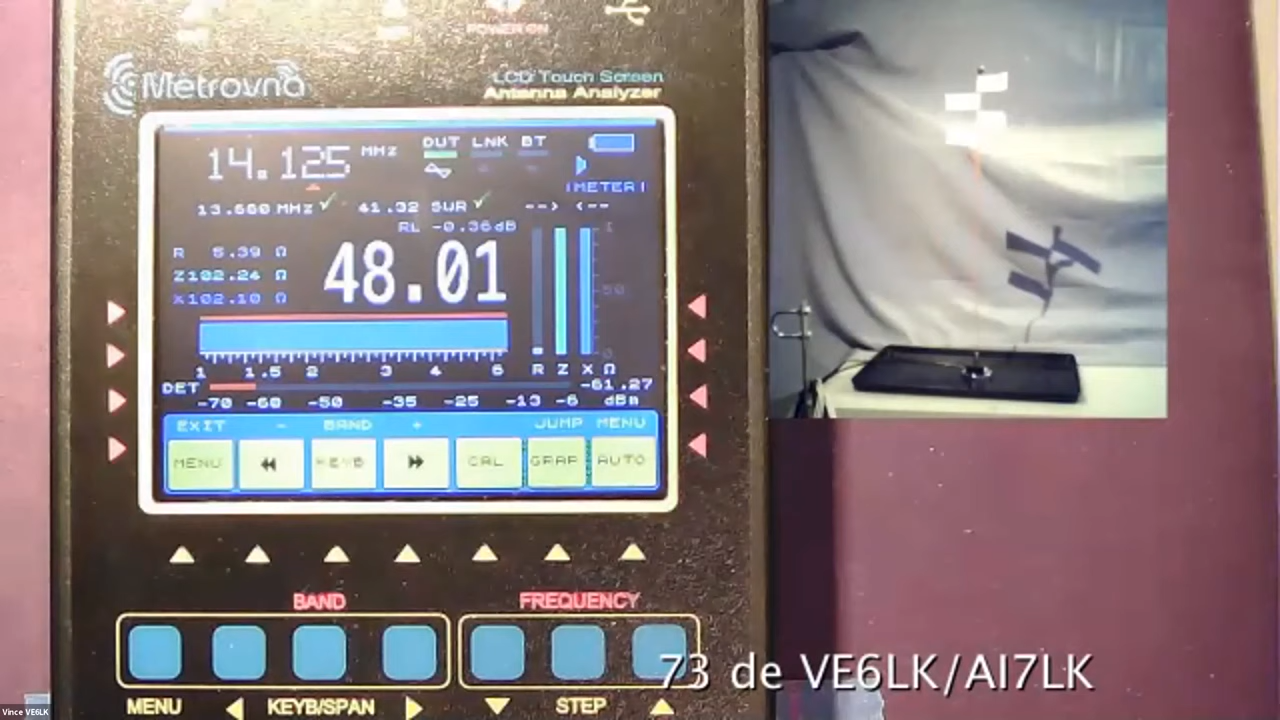 POWER ON
Metrovna
LCD Touch Screen
Antenna Analyzer
14.125 MHZ
DUT LNK BT
|METER|
13.660 MHZ ✓ 41.32 SWR ✓ --> <--
RL -0.36dB
R 5.39 Ω
Z102.24 Ω
X102.10 Ω
48.01
50
0
1 1.5 2 3 4 6 R Z X Ω
DET -61.27
-70 -60 -50 -35 -25 -13 -6 dBm
EXIT - BAND + JUMP MENU
MENU KEYB CAL GRAP AUTO
BAND FREQUENCY
73 de VE6LK/AI7LK
MENU KEYB/SPAN STEP
Vince VE6LK